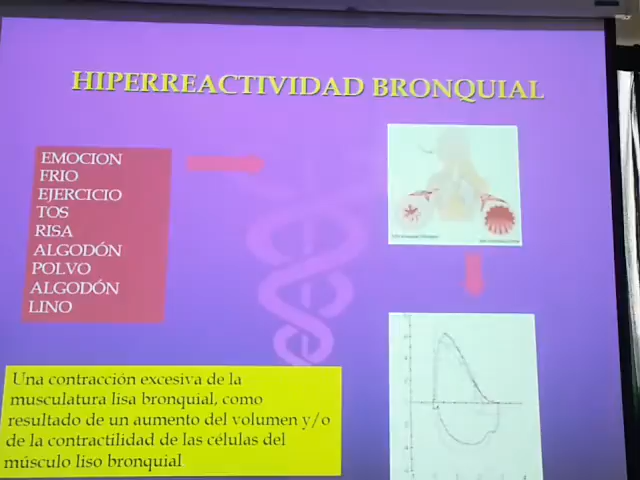 HIPERREACTIVIDAD BRONQUIAL
EMOCION
FRIO
EJERCICIO
TOS
RISA
ALGODÓN
POLVO
ALGODÓN
LINO
Una contracción excesiva de la
musculatura lisa bronquial, como
resultado de un aumento del volumen y/o
de la contractilidad de las células del
músculo liso bronquial